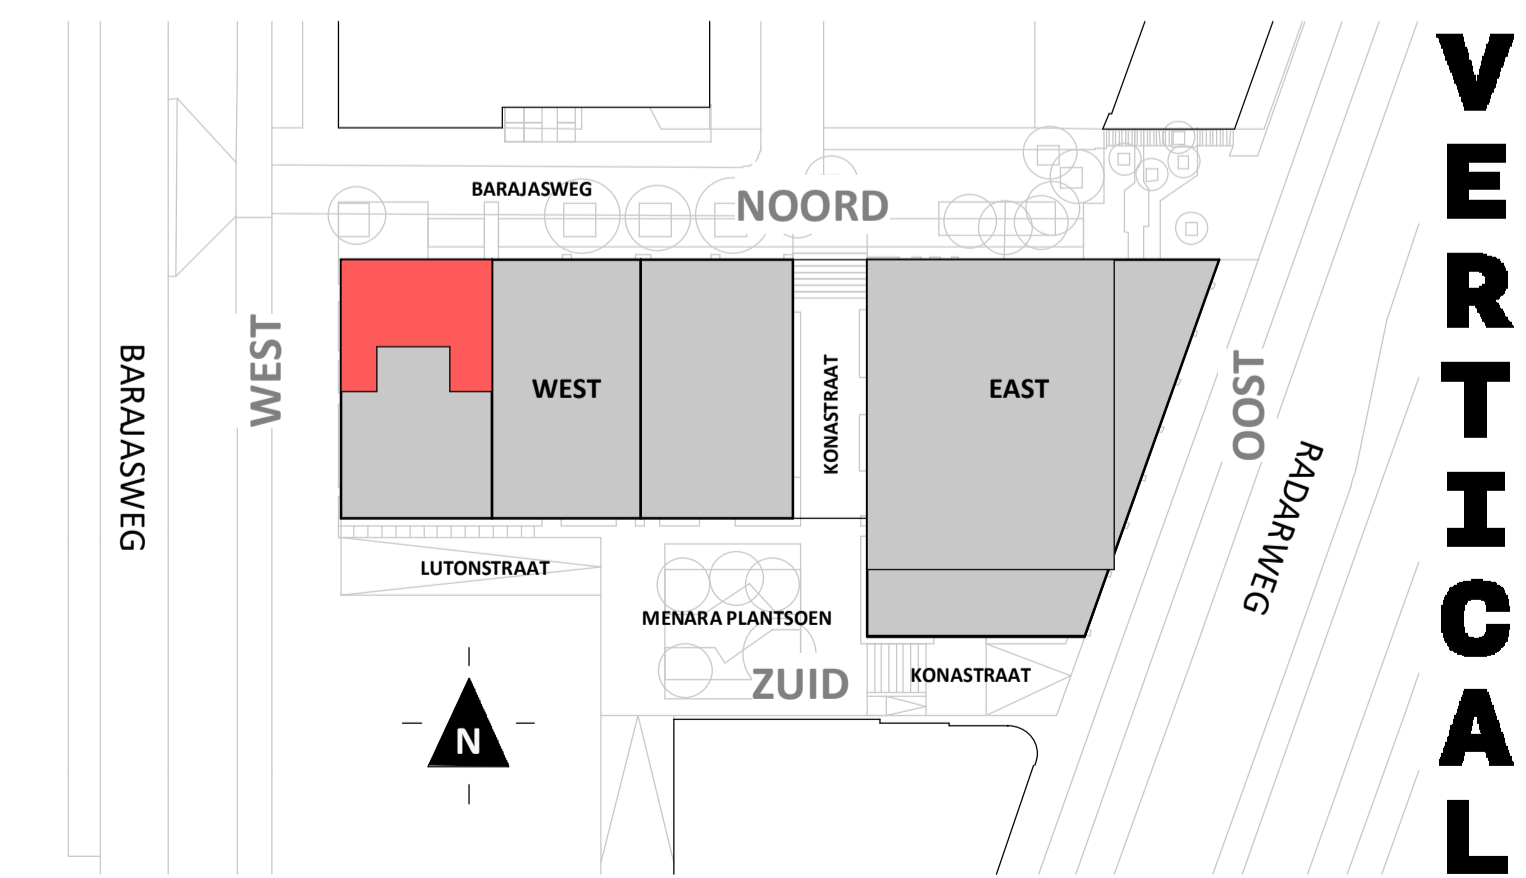 BARAJASWEG
NOORD
WEST
BARAJASWEG
WEST
KONASTRAAT
EAST
OOST
RADARWEG
LUTONSTRAAT
MENARA PLANTSOEN
ZUID
KONASTRAAT
N
VERTICAL